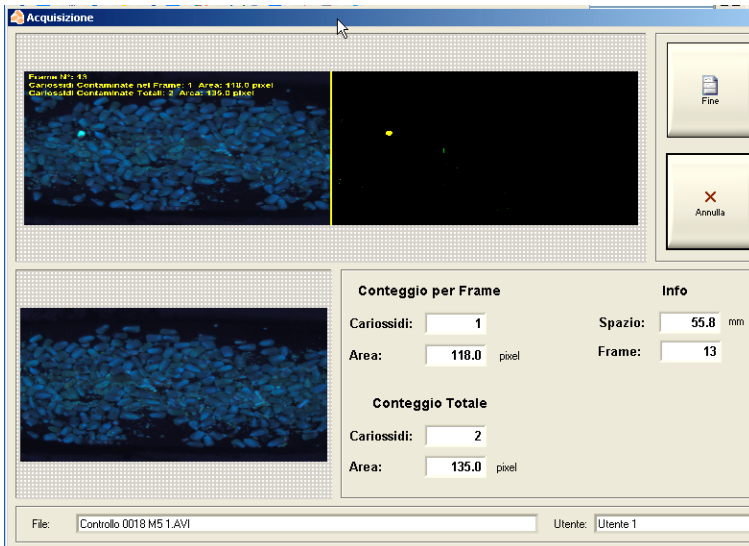 Acquisizione
Frame N°: 13
Cariossidi Contaminate nel Frame: 1 Area: 118.0 pixel
Cariossidi Contaminate Totali: 2 Area: 135.0 pixel
Fine
Annulla
Conteggio per Frame
Info
Cariossidi: 1
Spazio: 55.8 mm
Area: 118.0 pixel
Frame: 13
Conteggio Totale
Cariossidi: 2
Area: 135.0 pixel
File: Controllo 0018 M5 1.AVI
Utente: Utente 1